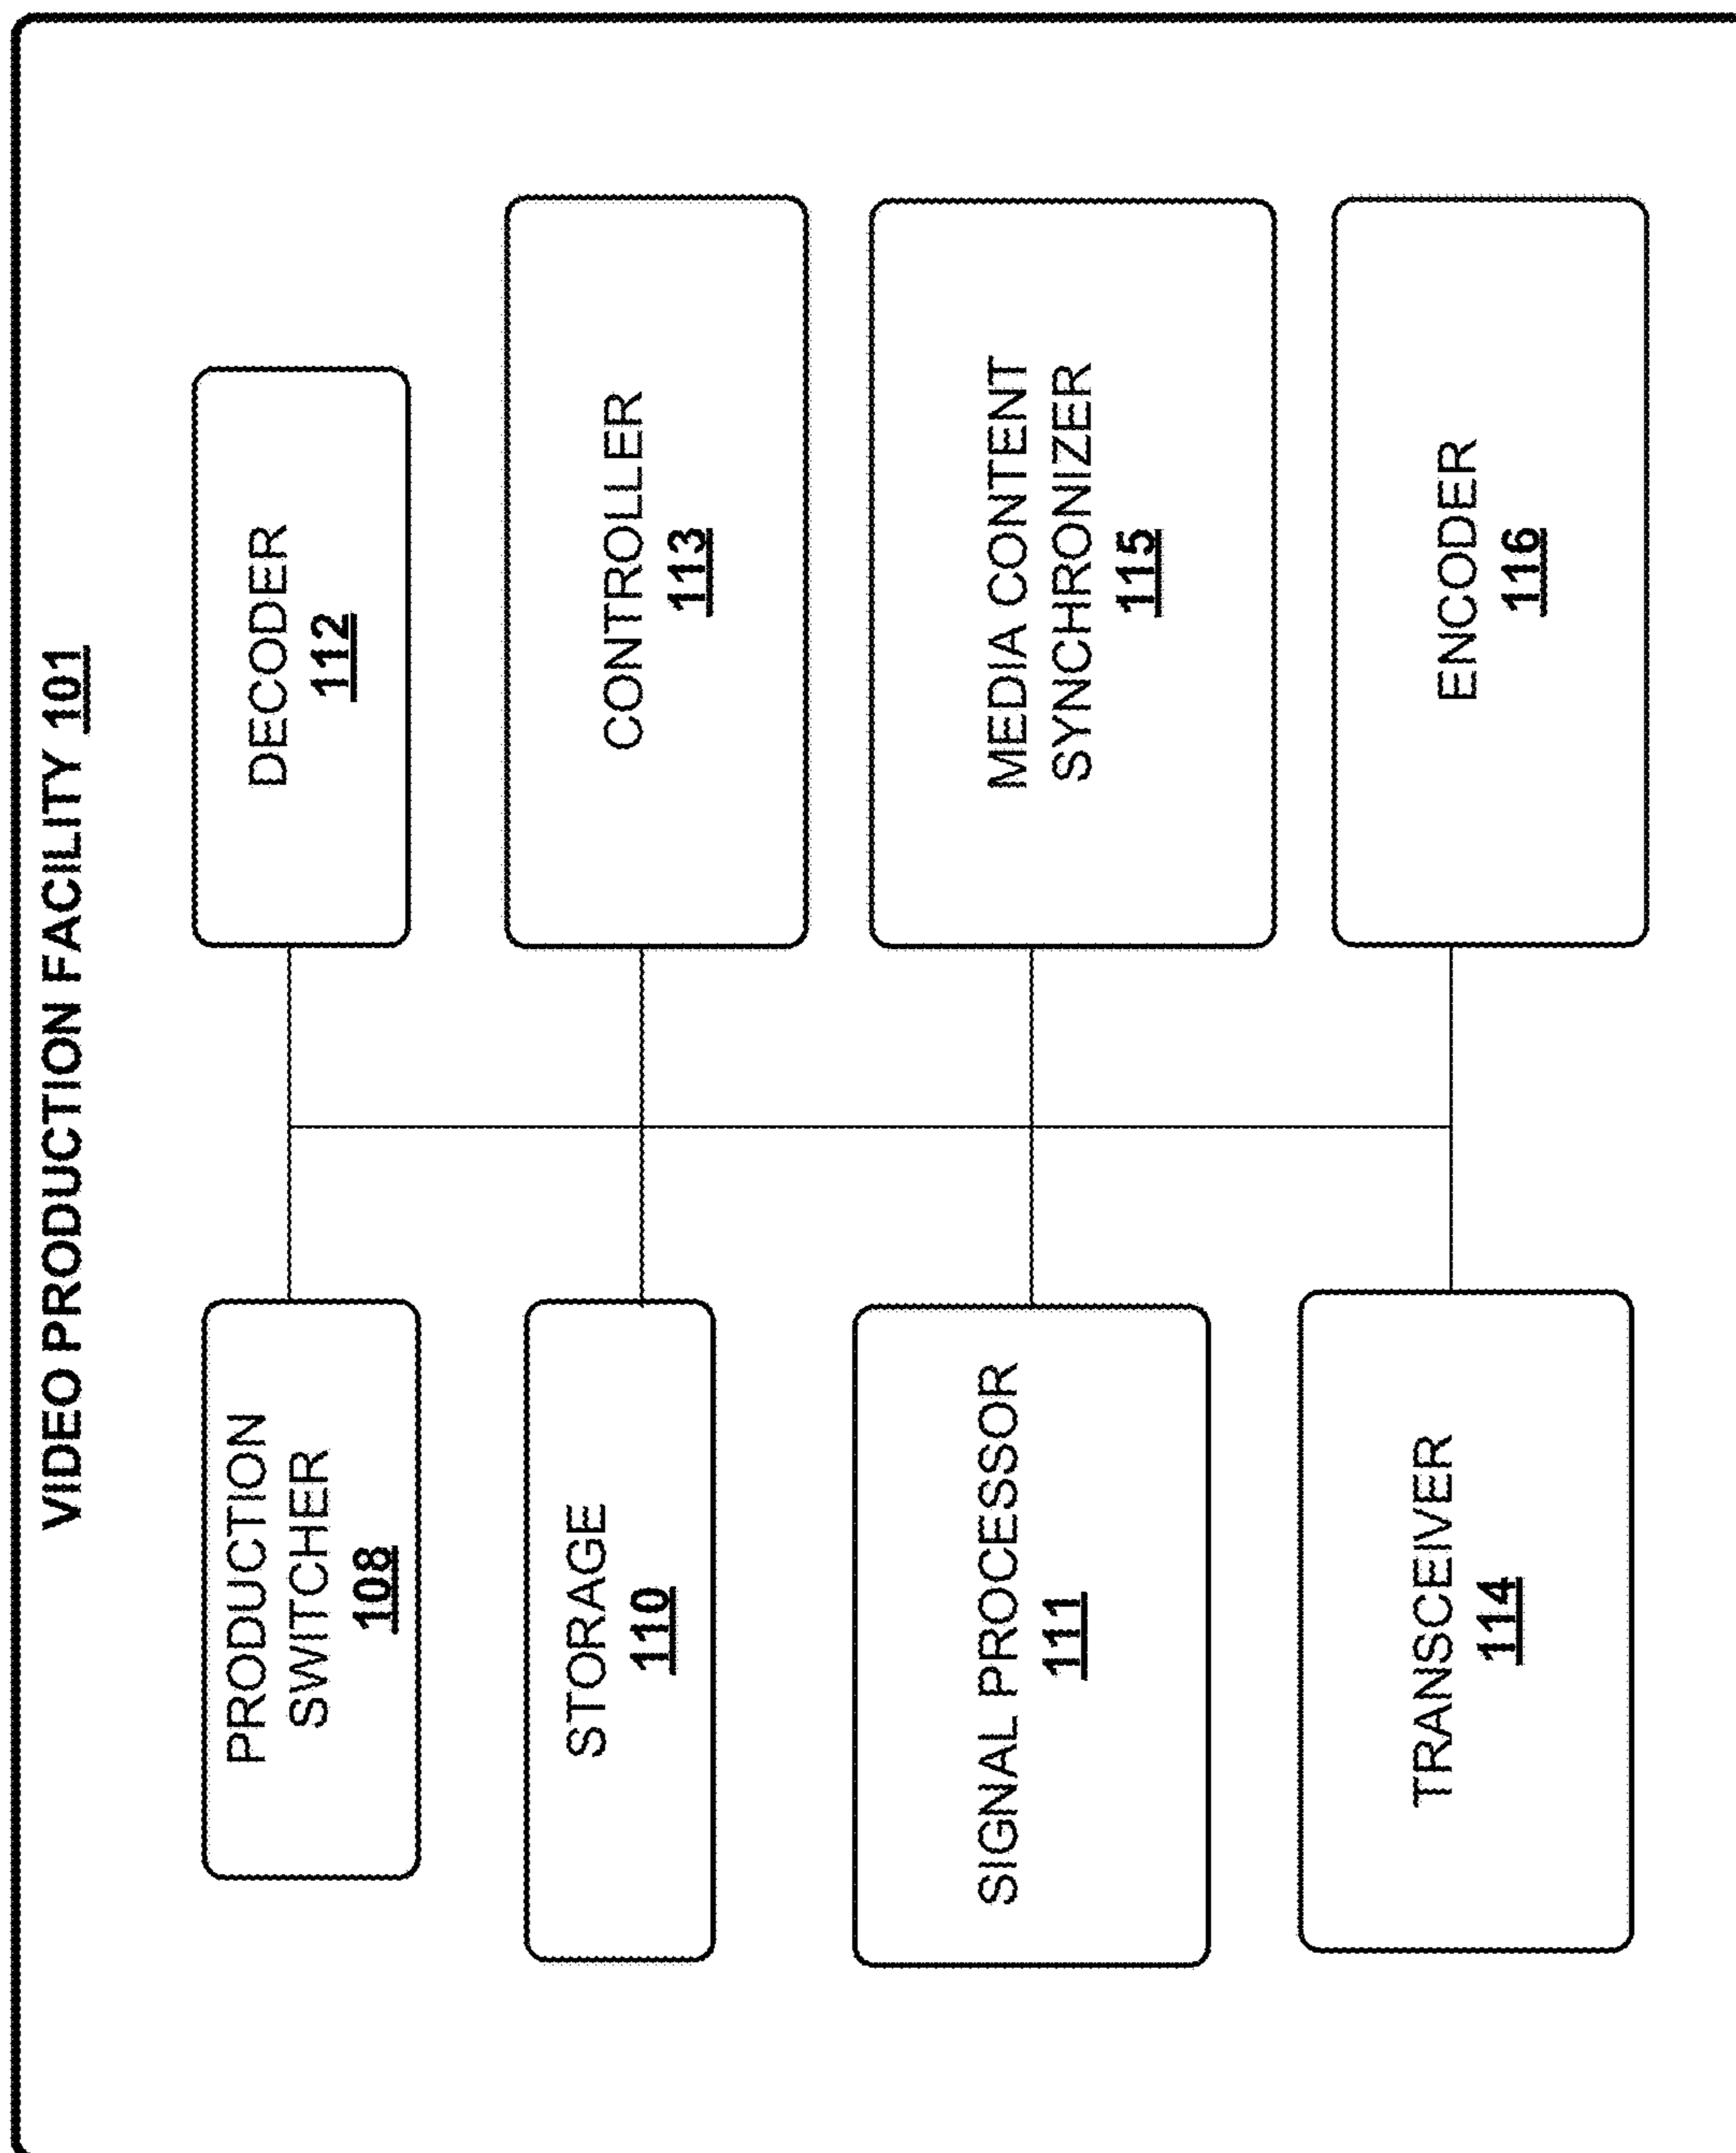 VIDEO PRODUCTION FACILITY 101
PRODUCTION
SWITCHER
108
DECODER
112
STORAGE
110
CONTROLLER
113
SIGNAL PROCESSOR
111
MEDIA CONTENT
SYNCHRONIZER
115
TRANSCEIVER
114
ENCODER
116